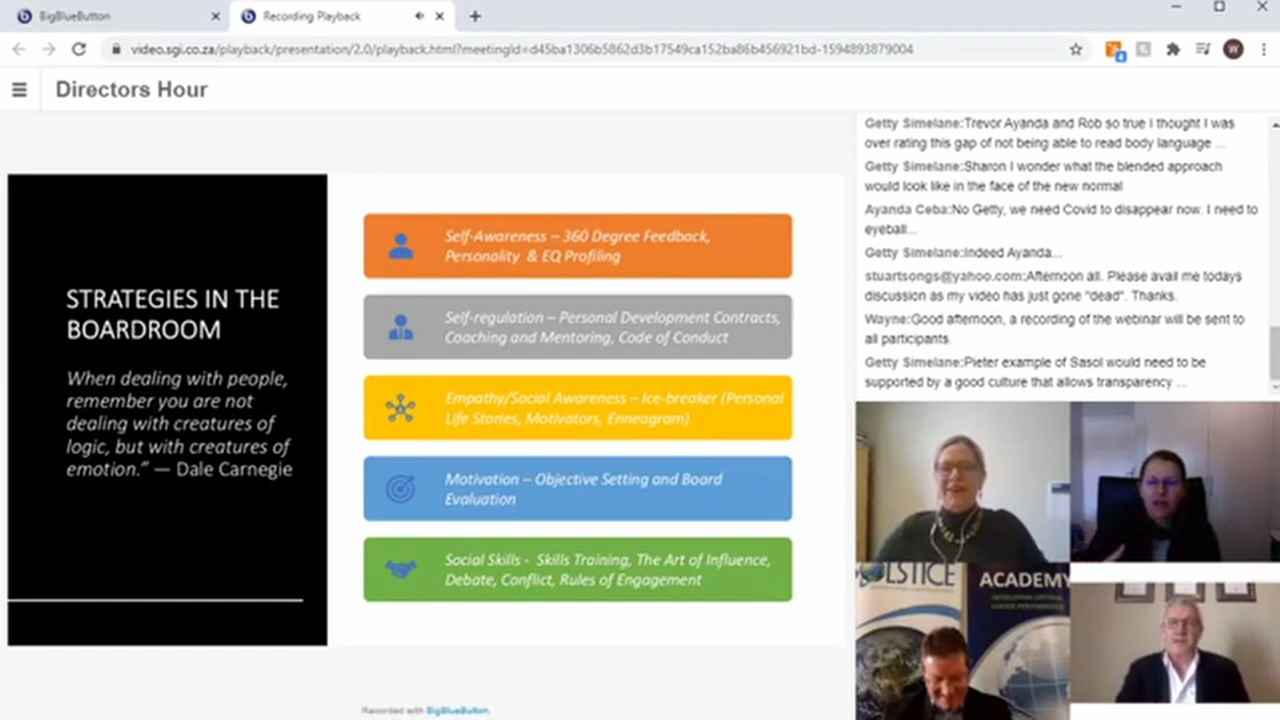 BigBlueButton
Recording Playback
video.sgi.co.za/playback/presentation/2.0/playback.html?meetingId=d45ba1306b5862d3b17549ca152ba86b456921bd-1594893879004
4
W
Directors Hour
STRATEGIES IN THE
BOARDROOM
When dealing with people,
remember you are not
dealing with creatures of
logic, but with creatures of
emotion.” — Dale Carnegie
Self-Awareness – 360 Degree Feedback,
Personality & EQ Profiling
Self-regulation – Personal Development Contracts,
Coaching and Mentoring, Code of Conduct
Empathy/Social Awareness – Ice-breaker (Personal
Life Stories, Motivators, Enneagram)
Motivation – Objective Setting and Board
Evaluation
Social Skills - Skills Training, The Art of Influence,
Debate, Conflict, Rules of Engagement
Recorded with BigBlueButton.
Getty Simelane:Trevor Ayanda and Rob so true I thought I was
over rating this gap of not being able to read body language ...
Getty Simelane:Sharon I wonder what the blended approach
would look like in the face of the new normal
Ayanda Ceba:No Getty, we need Covid to disappear now. I need to
eyeball...
Getty Simelane:Indeed Ayanda...
stuartsongs@yahoo.com:Afternoon all. Please avail me todays
discussion as my video has just gone "dead". Thanks.
Wayne:Good afternoon, a recording of the webinar will be sent to
all participants.
Getty Simelane:Pieter example of Sasol would need to be
supported by a good culture that allows transparency ...
OLSTICE
ACADEMY